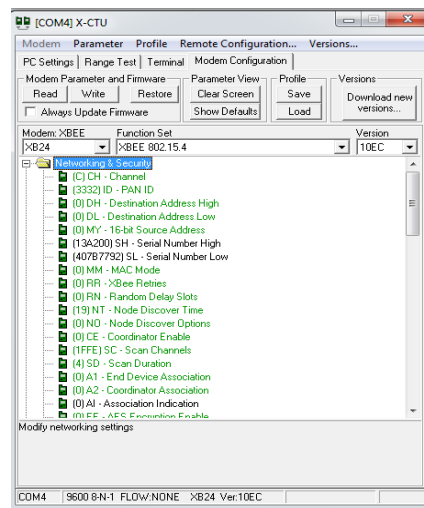 [COM4] X-CTU
Modem Parameter Profile Remote Configuration... Versions...
PC Settings Range Test Terminal Modem Configuration
Modem Parameter and Firmware Parameter View Profile Versions
Read Write Restore Clear Screen Save Download new versions...
Always Update Firmware Show Defaults Load
Modem: XBEE Function Set Version
XB24 XBEE 802.15.4 10EC
Networking & Security
(C) CH - Channel
(3332) ID - PAN ID
(0) DH - Destination Address High
(0) DL - Destination Address Low
(0) MY - 16-bit Source Address
(13A200) SH - Serial Number High
(407B7792) SL - Serial Number Low
(0) MM - MAC Mode
(0) RR - XBee Retries
(0) RN - Random Delay Slots
(19) NT - Node Discover Time
(0) NO - Node Discover Options
(0) CE - Coordinator Enable
(1FFE) SC - Scan Channels
(4) SD - Scan Duration
(0) A1 - End Device Association
(0) A2 - Coordinator Association
(0) AI - Association Indication
(0) EE - AES Encryption Enable
Modify networking settings
COM4 9600 8-N-1 FLOW:NONE XB24 Ver:10EC